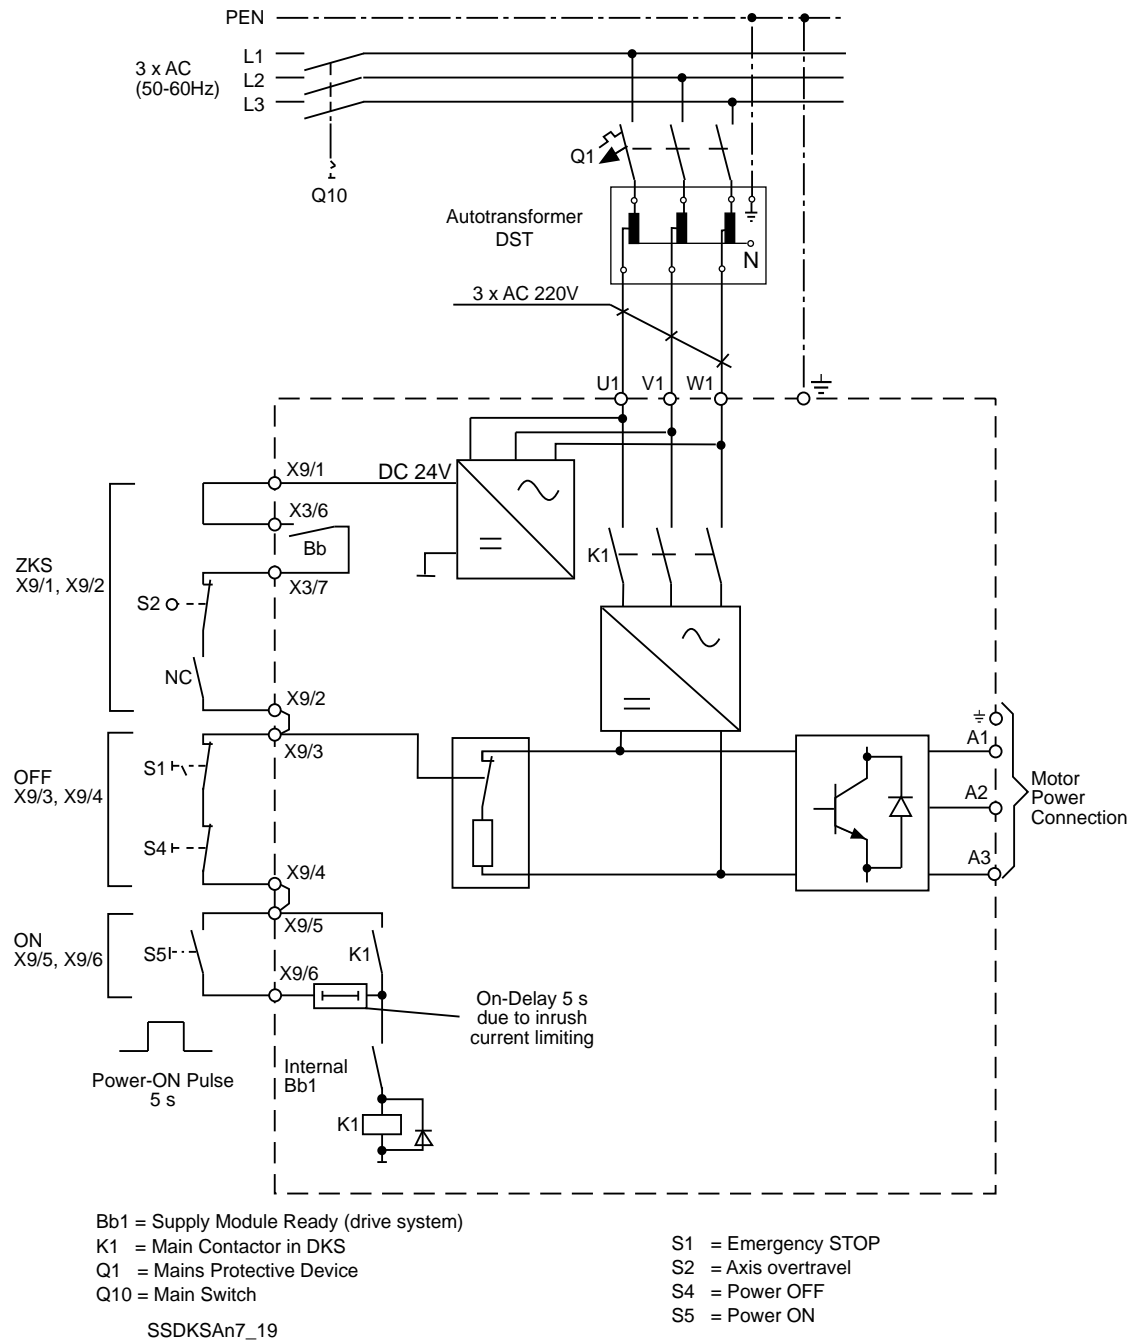 PEN
L1
3 x AC
(50-60Hz)
L2
L3
Q10
Q1
Autotransformer
DST
N
3 x AC 220V
U1
V1
W1
X9/1
DC 24V
X3/6
Bb
K1
ZKS
X9/1, X9/2
X3/7
S2
NC
X9/2
X9/3
A1
OFF
X9/3, X9/4
S1
Motor
Power
Connection
A2
S4
A3
X9/4
X9/5
ON
X9/5, X9/6
S5
K1
X9/6
On-Delay 5 s
due to inrush
current limiting
Internal
Bb1
Power-ON Pulse
5 s
K1
Bb1 = Supply Module Ready (drive system)
K1 = Main Contactor in DKS
Q1 = Mains Protective Device
Q10 = Main Switch
S1 = Emergency STOP
S2 = Axis overtravel
S4 = Power OFF
S5 = Power ON
SSDKSAn7_19